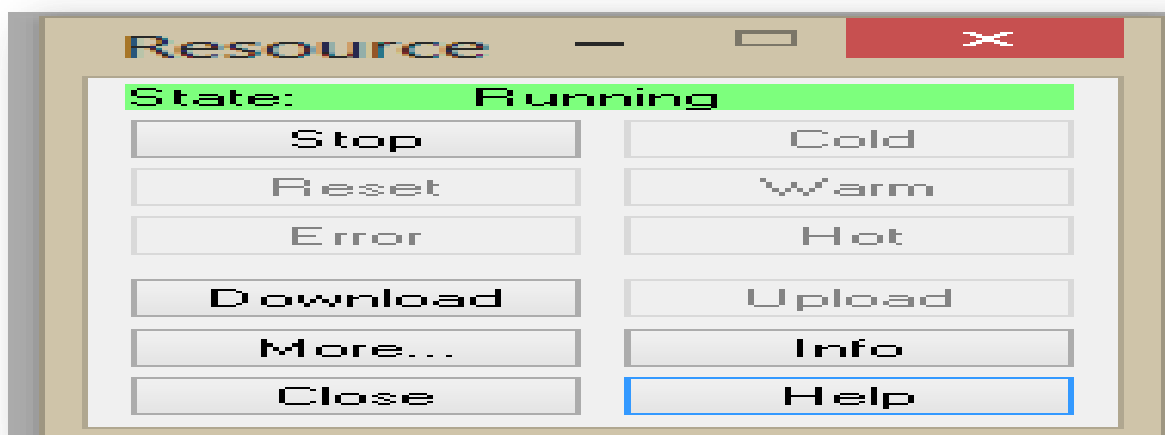 Resource
State: Running
Stop Cold
Reset Warm
Error Hot
Download Upload
More... Info
Close Help